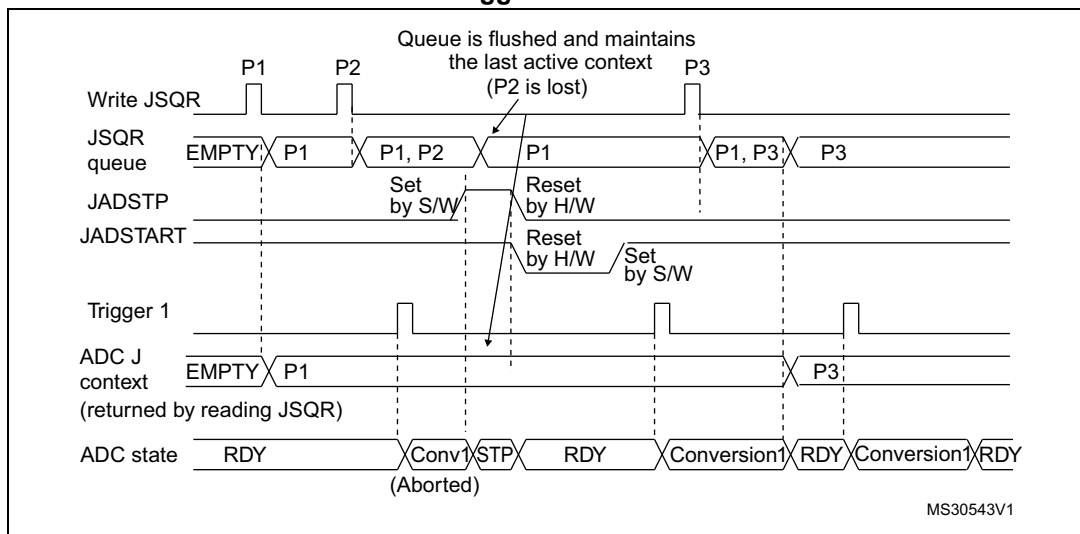 Queue is flushed and maintains
the last active context
(P2 is lost)
P1
P2
P3
Write JSQR
JSQR
queue
EMPTY
P1
P1, P2
P1
P1, P3
P3
Set
by S/W
Reset
by H/W
JADSTP
JADSTART
Reset
by H/W
Set
by S/W
Trigger 1
ADC J
context
EMPTY
P1
P3
(returned by reading JSQR)
ADC state
RDY
Conv1
STP
RDY
Conversion1
RDY
Conversion1
RDY
(Aborted)
MS30543V1